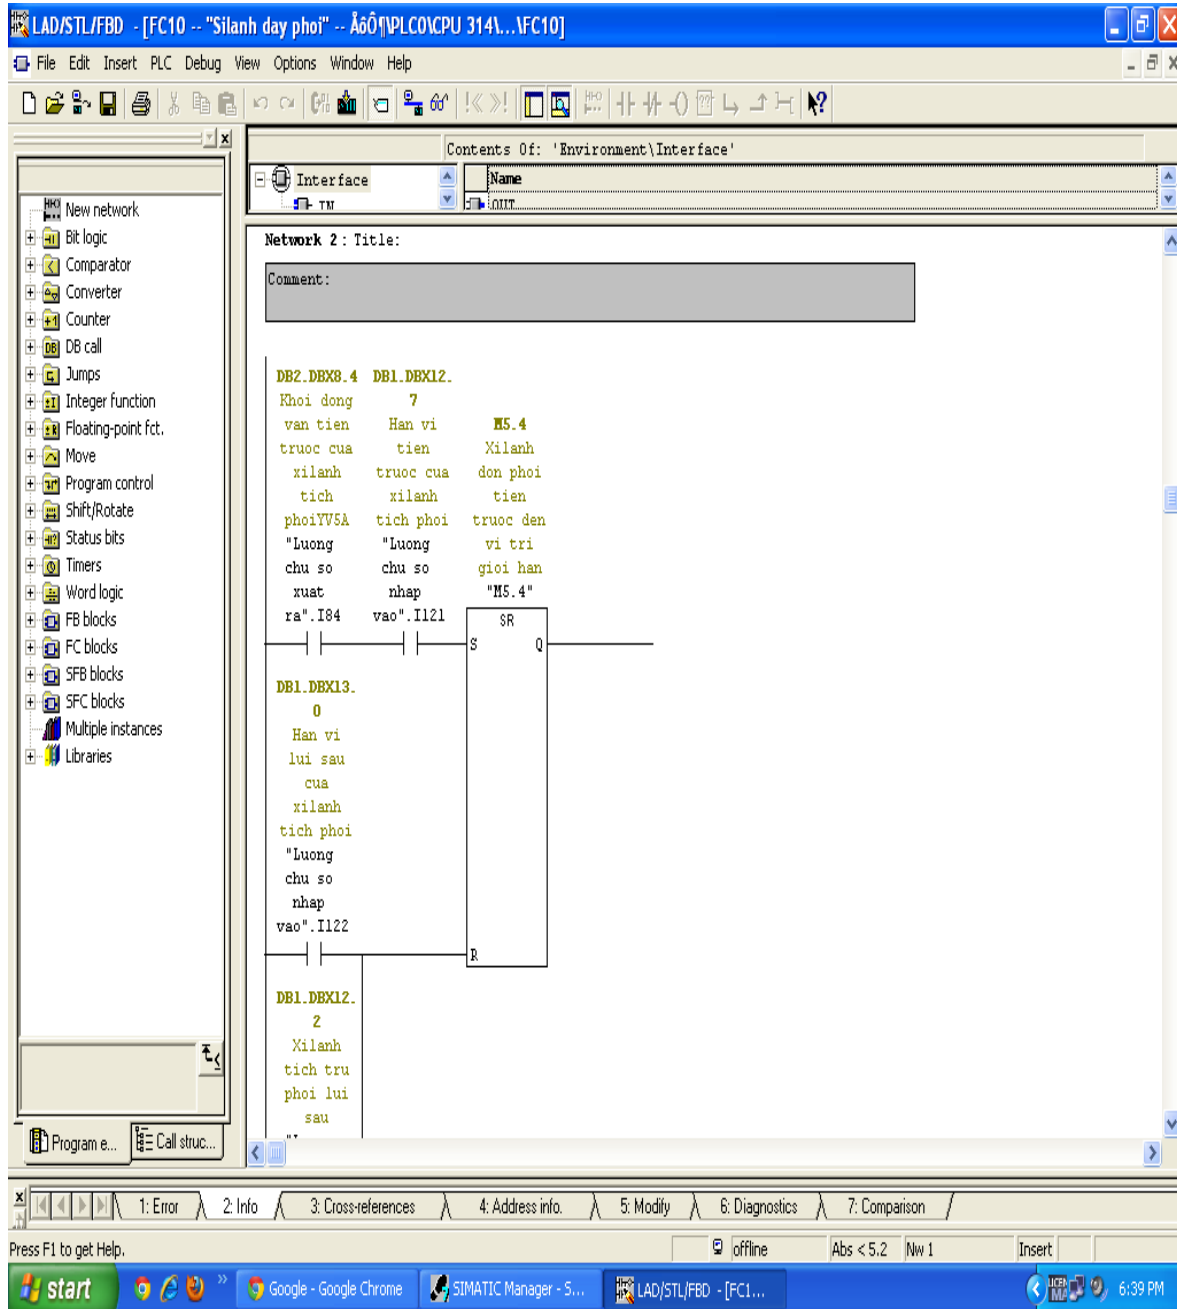 LAD/STL/FBD - [FC10 -- "Silanh day phoi" -- ÅôÔ¶\PLC0\CPU 314\...\FC10]
File Edit Insert PLC Debug View Options Window Help
Contents Of: 'Environment\Interface'
Interface
IN
Name
OUT
New network
Bit logic
Comparator
Converter
Counter
DB call
Jumps
Integer function
Floating-point fct.
Move
Program control
Shift/Rotate
Status bits
Timers
Word logic
FB blocks
FC blocks
SFB blocks
SFC blocks
Multiple instances
Libraries
Program e...
Call struc...
Network 2 : Title:
Comment:
DB2.DBX8.4
Khoi dong
van tien
truoc cua
xilanh
tich
phoiYV5A
"Luong
chu so
xuat
ra".I84
DB1.DBX12.
7
Han vi
tien
truoc cua
xilanh
tich phoi
"Luong
chu so
nhap
vao".I121
M5.4
Xilanh
don phoi
tien
truoc den
vi tri
gioi han
"M5.4"
SR
S Q
DB1.DBX13.
0
Han vi
lui sau
cua
xilanh
tich phoi
"Luong
chu so
nhap
vao".I122
R
DB1.DBX12.
2
Xilanh
tich tru
phoi lui
sau
1: Error 2: Info 3: Cross-references 4: Address info. 5: Modify 6: Diagnostics 7: Comparison
Press F1 to get Help.
offline
Abs < 5.2
Nw 1
Insert
start
Google - Google Chrome
SIMATIC Manager - S...
LAD/STL/FBD - [FC1...
6:39 PM